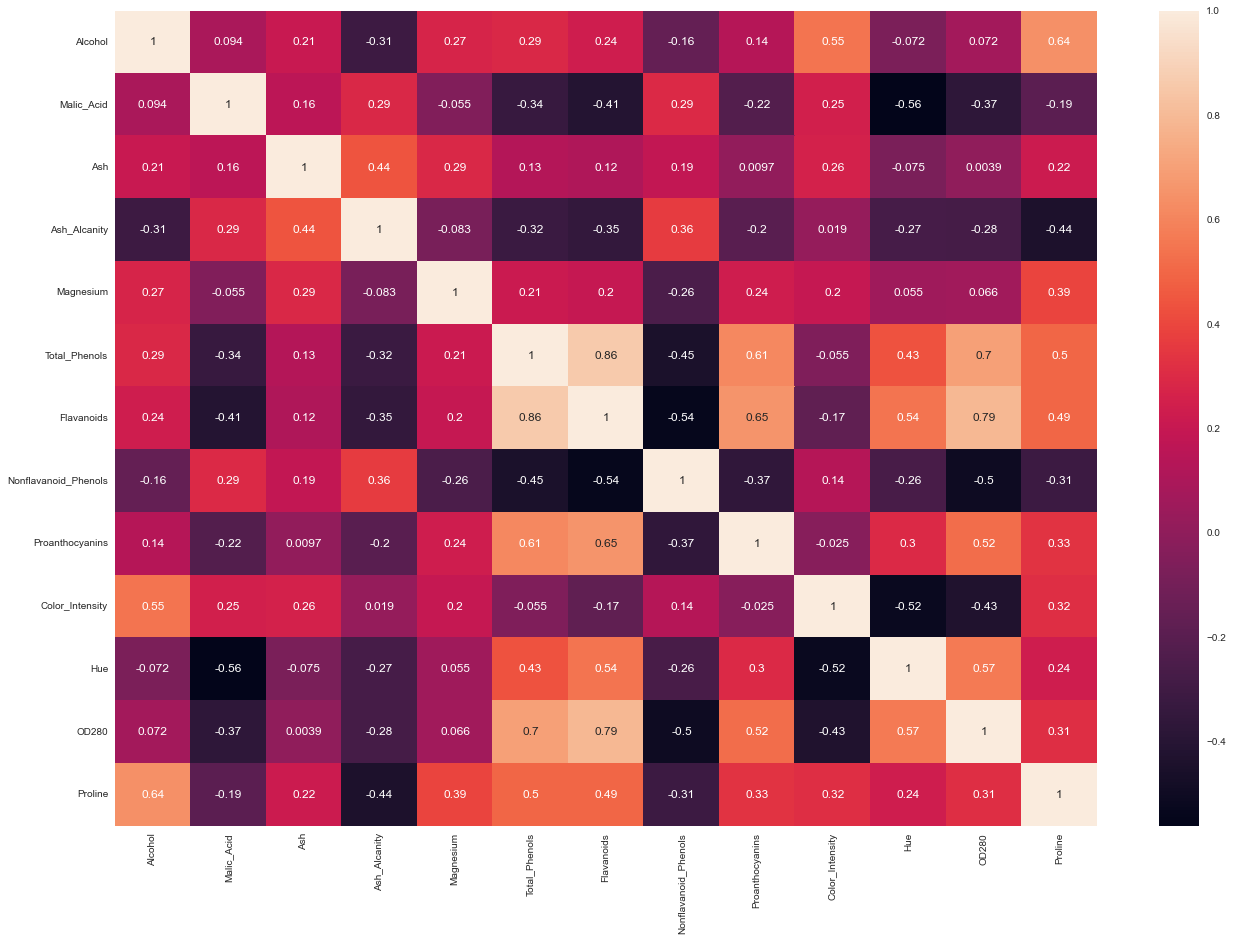 Alcohol 1 0.094 0.21 -0.31 0.27 0.29 0.24 -0.16 0.14 0.55 -0.072 0.072 0.64
Malic_Acid 0.094 1 0.16 0.29 -0.055 -0.34 -0.41 0.29 -0.22 0.25 -0.56 -0.37 -0.19
Ash 0.21 0.16 1 0.44 0.29 0.13 0.12 0.19 0.0097 0.26 -0.075 0.0039 0.22
Ash_Alcanity -0.31 0.29 0.44 1 -0.083 -0.32 -0.35 0.36 -0.2 0.019 -0.27 -0.28 -0.44
Magnesium 0.27 -0.055 0.29 -0.083 1 0.21 0.2 -0.26 0.24 0.2 0.055 0.066 0.39
Total_Phenols 0.29 -0.34 0.13 -0.32 0.21 1 0.86 -0.45 0.61 -0.055 0.43 0.7 0.5
Flavanoids 0.24 -0.41 0.12 -0.35 0.2 0.86 1 -0.54 0.65 -0.17 0.54 0.79 0.49
Nonflavanoid_Phenols -0.16 0.29 0.19 0.36 -0.26 -0.45 -0.54 1 -0.37 0.14 -0.26 -0.5 -0.31
Proanthocyanins 0.14 -0.22 0.0097 -0.2 0.24 0.61 0.65 -0.37 1 -0.025 0.3 0.52 0.33
Color_Intensity 0.55 0.25 0.26 0.019 0.2 -0.055 -0.17 0.14 -0.025 1 -0.52 -0.43 0.32
Hue -0.072 -0.56 -0.075 -0.27 0.055 0.43 0.54 -0.26 0.3 -0.52 1 0.57 0.24
OD280 0.072 -0.37 0.0039 -0.28 0.066 0.7 0.79 -0.5 0.52 -0.43 0.57 1 0.31
Proline 0.64 -0.19 0.22 -0.44 0.39 0.5 0.49 -0.31 0.33 0.32 0.24 0.31 1
Alcohol
Malic_Acid
Ash
Ash_Alcanity
Magnesium
Total_Phenols
Flavanoids
Nonflavanoid_Phenols
Proanthocyanins
Color_Intensity
Hue
OD280
Proline
1.0
0.8
0.6
0.4
0.2
0.0
−0.2
−0.4